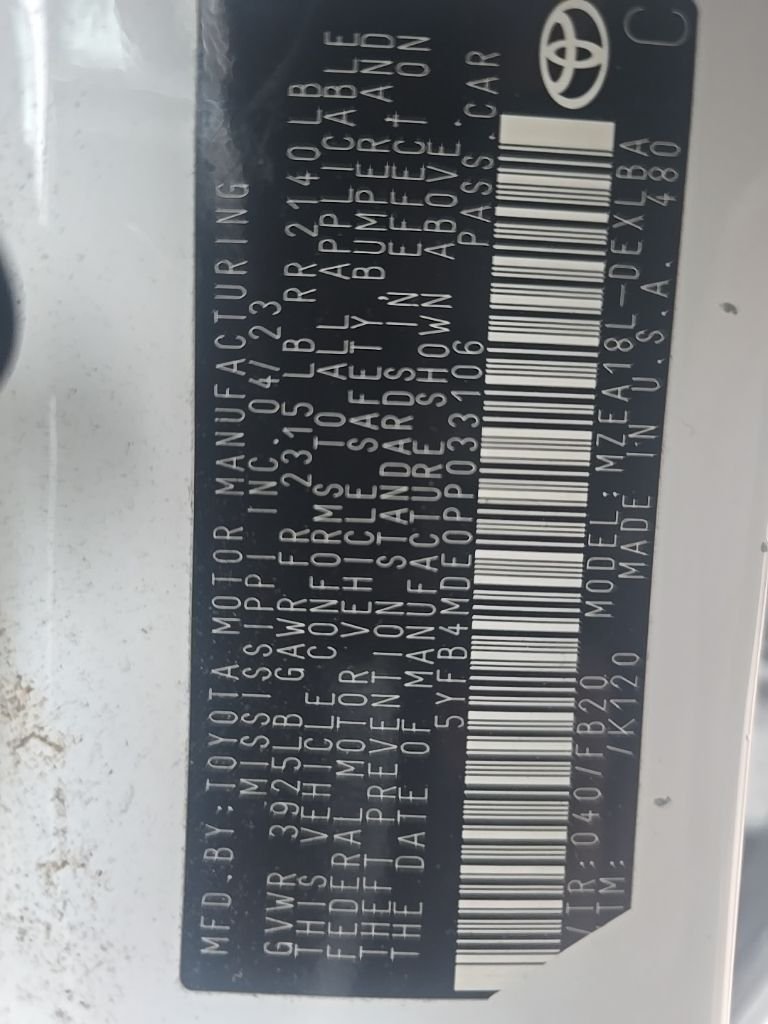 MFD.BY:TOYOTA MOTOR MANUFACTURING
MISSISSIPPI INC. 04/23
GVWR 3925LB GAWR FR 2315 LB RR 2140 LB
THIS VEHICLE CONFORMS TO ALL APPLICABLE
FEDERAL MOTOR VEHICLE SAFETY, BUMPER AND
THEFT PREVENTION STANDARDS IN EFFECT ON
THE DATE OF MANUFACTURE SHOWN ABOVE.
5YFB4MDE0PP033106 PASS.CAR
C/TR:040/FB20 MODEL:MZEA18L-DEXLBA
A/TM: /K120 MADE IN U.S.A. 480
C